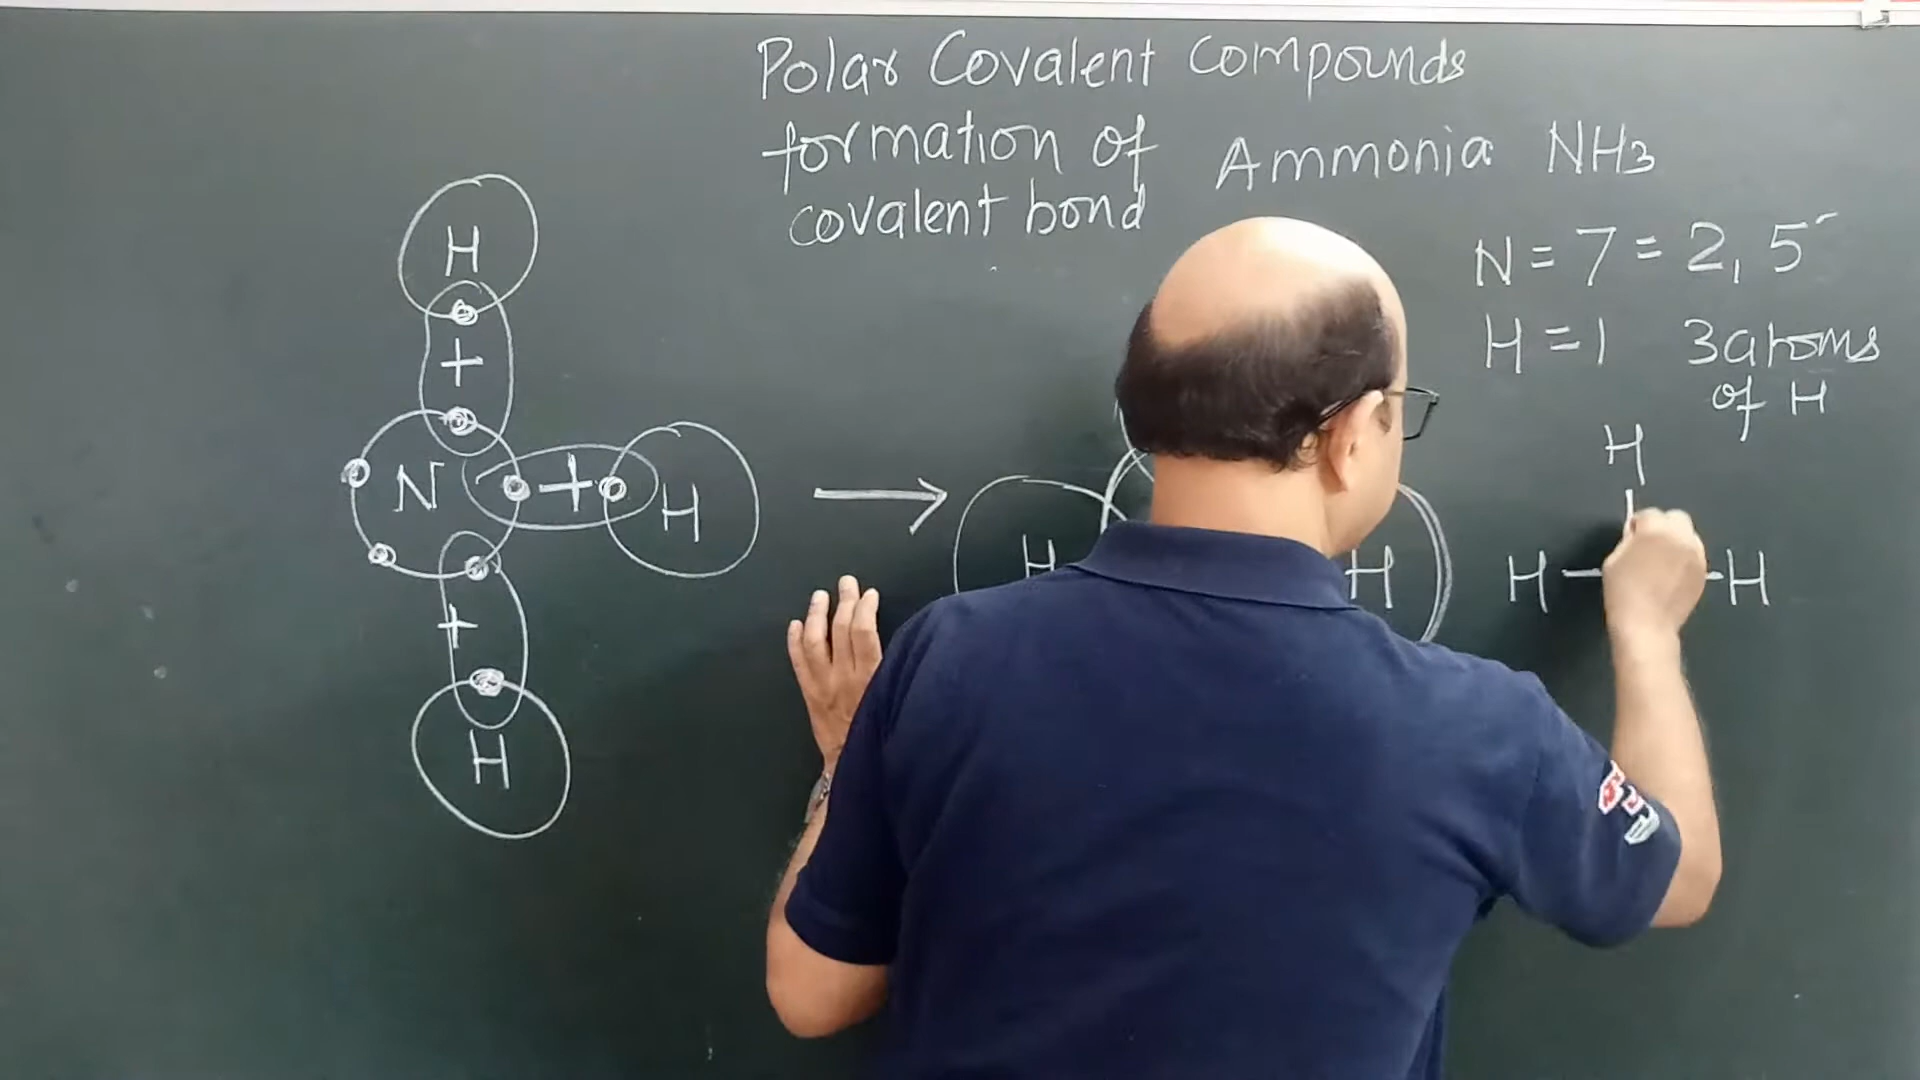 Polar Covalent Compounds
formation of Ammonia NH3
covalent bond
N = 7 = 2, 5
H = 1 3 atoms
of H
H
+
N + H
+
H
H H
H
H — — H